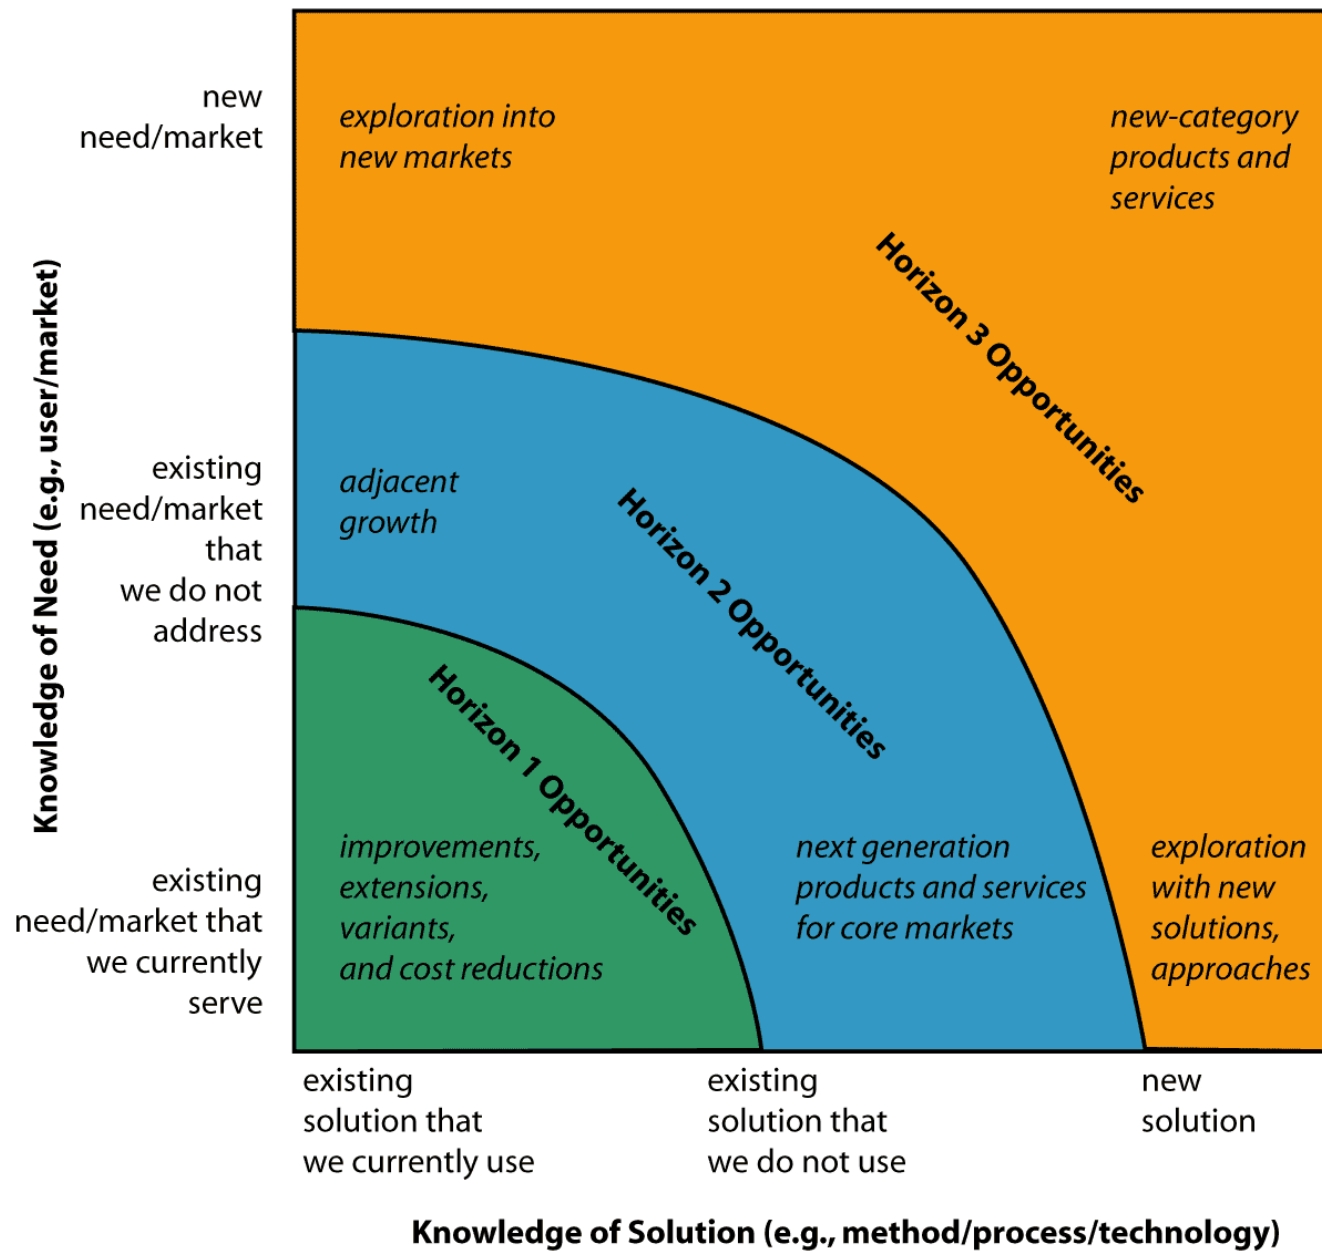 new
need/market
exploration into
new markets
new-category
products and
services
Horizon 3 Opportunities
Knowledge of Need (e.g., user/market)
existing
need/market
that
we do not
address
adjacent
growth
Horizon 2 Opportunities
Horizon 1 Opportunities
existing
need/market that
we currently
serve
improvements,
extensions,
variants,
and cost reductions
next generation
products and services
for core markets
exploration
with new
solutions,
approaches
existing
solution that
we currently use
existing
solution that
we do not use
new
solution
Knowledge of Solution (e.g., method/process/technology)